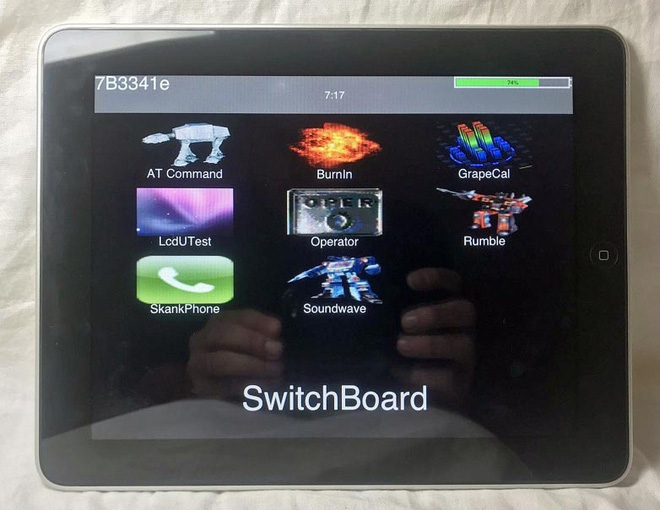 7B3341e
7:17
74%
AT Command
BurnIn
GrapeCal
LcdUTest
OPER
Operator
Rumble
SkankPhone
Soundwave
SwitchBoard